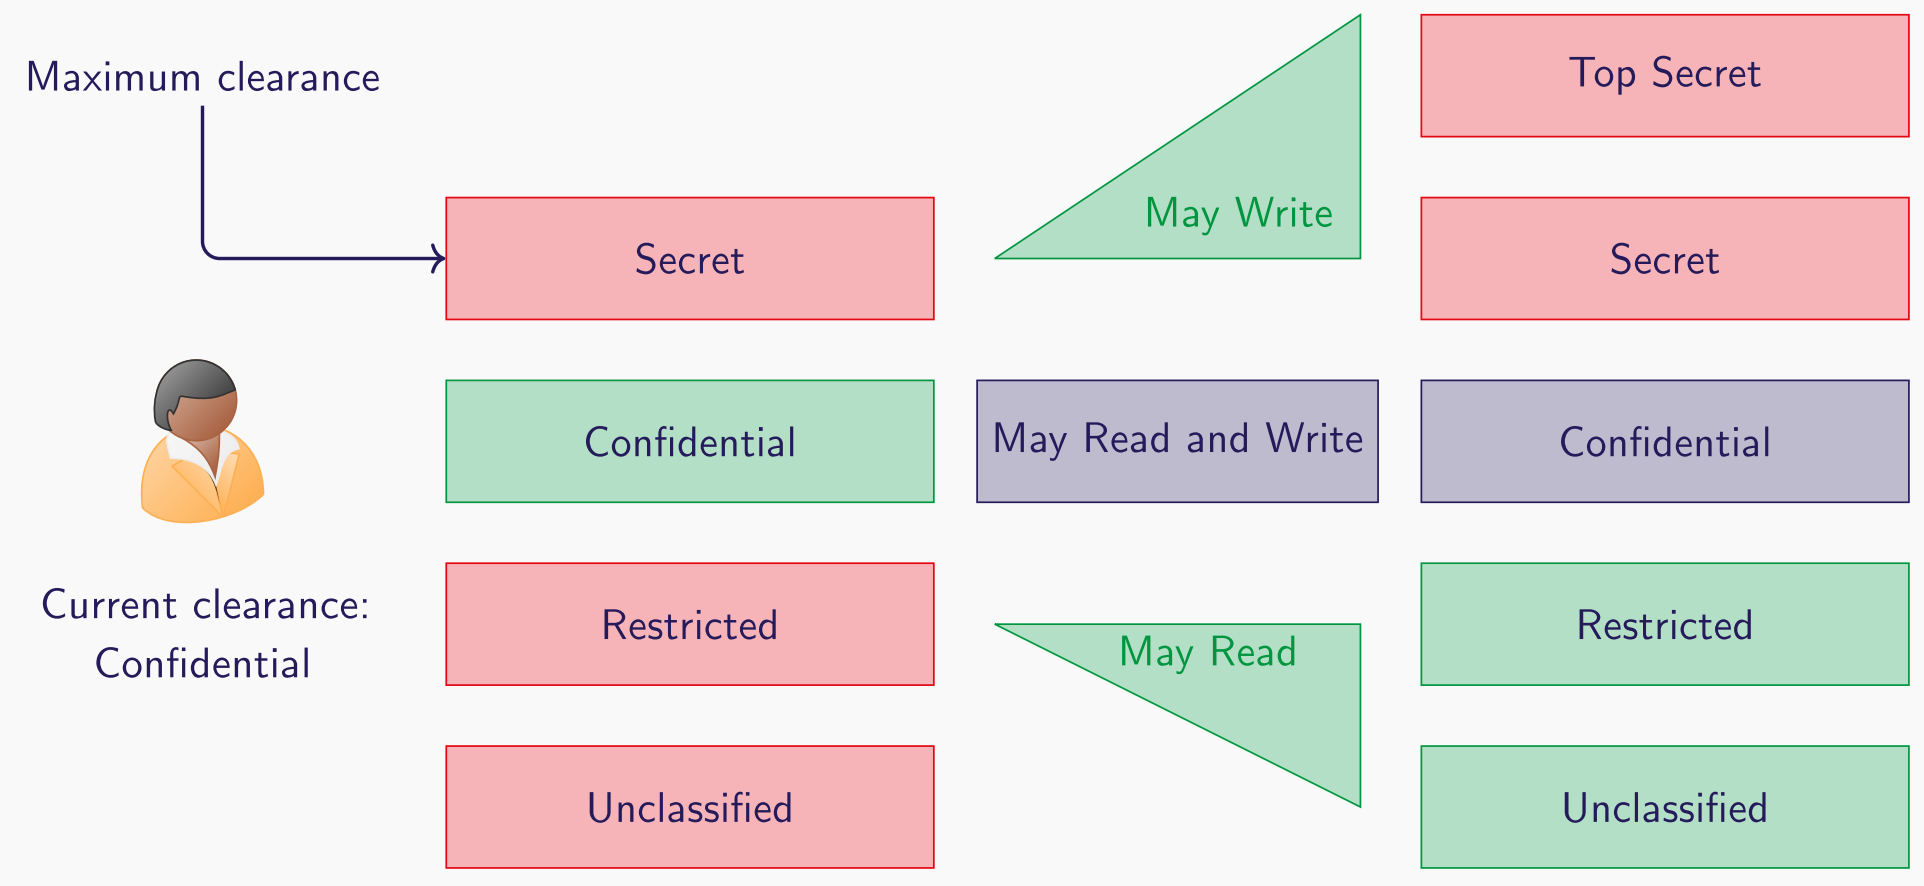 Maximum clearance
Top Secret
May Write
Secret
Secret
Confidential
May Read and Write
Confidential
Current clearance:
Confidential
Restricted
May Read
Restricted
Unclassified
Unclassified